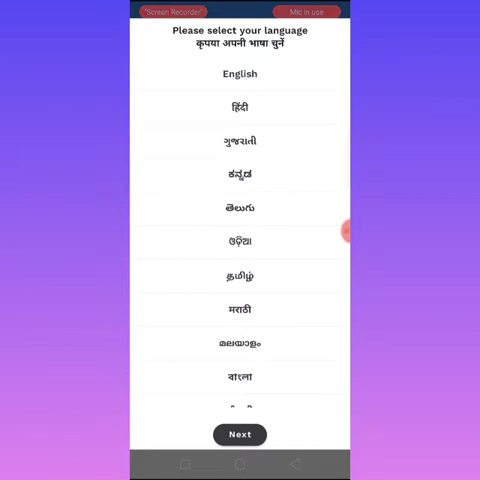 "Screen Recorder"
Mic in use
Please select your language
कृपया अपनी भाषा चुनें
English
हिंदी
ગુજરાતી
ಕನ್ನಡ
తెలుగు
ଓଡ଼ିଆ
தமிழ்
मराठी
മലയാളം
বাংলা
Next